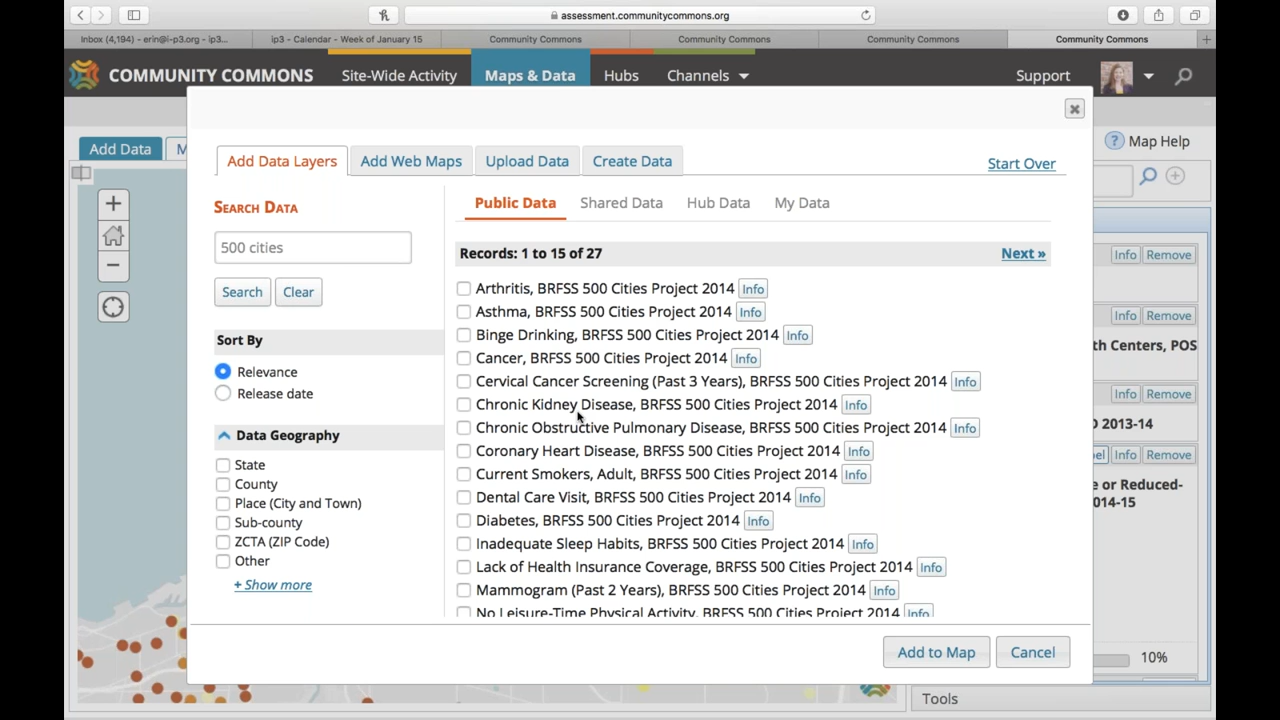 assessment.communitycommons.org
Inbox (4,194) - erin@i-p3.org - ip3...
ip3 - Calendar - Week of January 15
Community Commons
Community Commons
Community Commons
Community Commons
COMMUNITY COMMONS
Site-Wide Activity
Maps & Data
Hubs
Channels
Support
Add Data
M
Map Help
Add Data Layers
Add Web Maps
Upload Data
Create Data
Start Over
SEARCH DATA
500 cities
Search
Clear
Sort By
Relevance
Release date
Data Geography
State
County
Place (City and Town)
Sub-county
ZCTA (ZIP Code)
Other
+ Show more
Public Data
Shared Data
Hub Data
My Data
Records: 1 to 15 of 27
Next »
Arthritis, BRFSS 500 Cities Project 2014 Info
Asthma, BRFSS 500 Cities Project 2014 Info
Binge Drinking, BRFSS 500 Cities Project 2014 Info
Cancer, BRFSS 500 Cities Project 2014 Info
Cervical Cancer Screening (Past 3 Years), BRFSS 500 Cities Project 2014 Info
Chronic Kidney Disease, BRFSS 500 Cities Project 2014 Info
Chronic Obstructive Pulmonary Disease, BRFSS 500 Cities Project 2014 Info
Coronary Heart Disease, BRFSS 500 Cities Project 2014 Info
Current Smokers, Adult, BRFSS 500 Cities Project 2014 Info
Dental Care Visit, BRFSS 500 Cities Project 2014 Info
Diabetes, BRFSS 500 Cities Project 2014 Info
Inadequate Sleep Habits, BRFSS 500 Cities Project 2014 Info
Lack of Health Insurance Coverage, BRFSS 500 Cities Project 2014 Info
Mammogram (Past 2 Years), BRFSS 500 Cities Project 2014 Info
No Leisure-Time Physical Activity, BRFSS 500 Cities Project 2014 Info
Add to Map
Cancel
Info Remove
Info Remove
th Centers, POS
Info Remove
D 2013-14
el Info Remove
e or Reduced-
014-15
10%
Tools